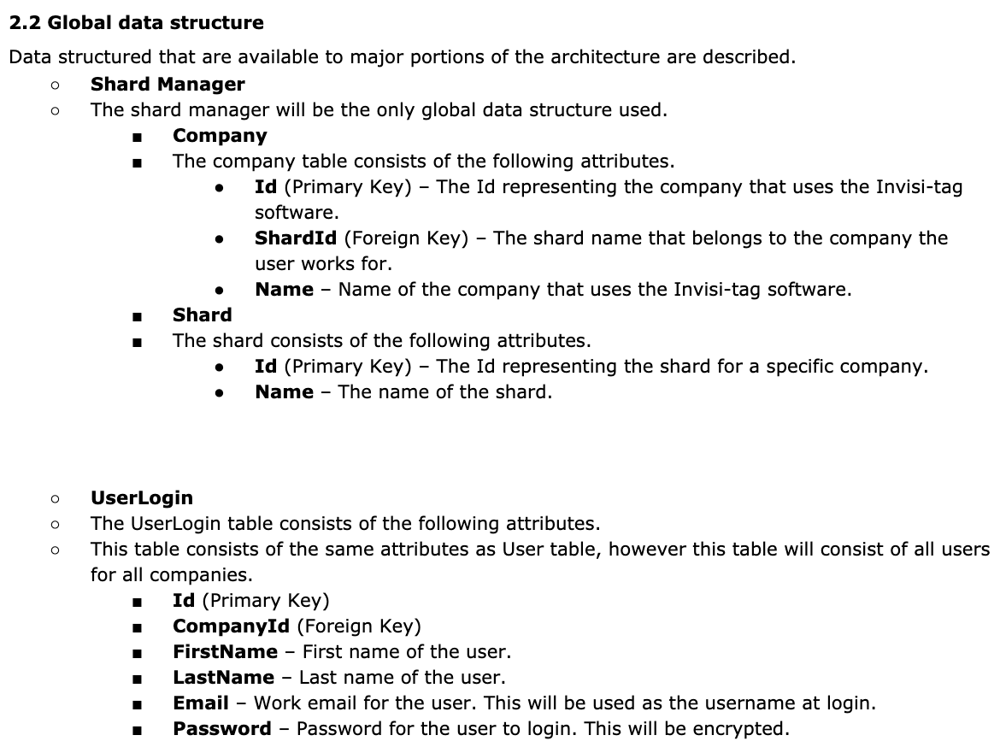 2.2 Global data structure
Data structured that are available to major portions of the architecture are described.
○ Shard Manager
○ The shard manager will be the only global data structure used.
■ Company
■ The company table consists of the following attributes.
● Id (Primary Key) – The Id representing the company that uses the Invisi-tag
software.
● ShardId (Foreign Key) – The shard name that belongs to the company the
user works for.
● Name – Name of the company that uses the Invisi-tag software.
■ Shard
■ The shard consists of the following attributes.
● Id (Primary Key) – The Id representing the shard for a specific company.
● Name – The name of the shard.
○ UserLogin
○ The UserLogin table consists of the following attributes.
○ This table consists of the same attributes as User table, however this table will consist of all users
for all companies.
■ Id (Primary Key)
■ CompanyId (Foreign Key)
■ FirstName – First name of the user.
■ LastName – Last name of the user.
■ Email – Work email for the user. This will be used as the username at login.
■ Password – Password for the user to login. This will be encrypted.